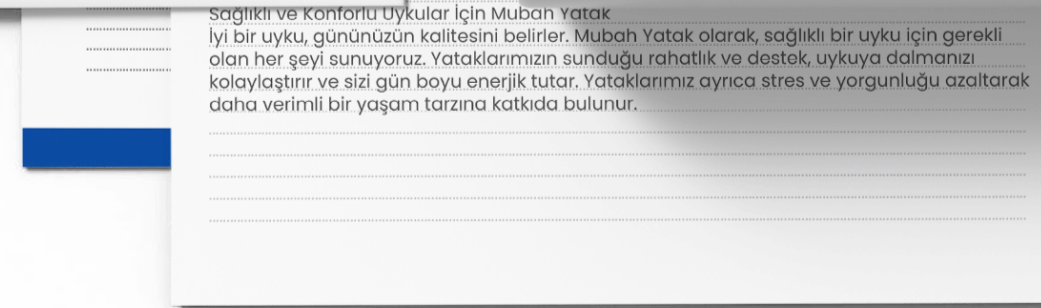 Sağlıklı ve Konforlu Uykular İçin Mubah Yatak
İyi bir uyku, gününüzün kalitesini belirler. Mubah Yatak olarak, sağlıklı bir uyku için gerekli
olan her şeyi sunuyoruz. Yataklarımızın sunduğu rahatlık ve destek, uykuya dalmanızı
kolaylaştırır ve sizi gün boyu enerjik tutar. Yataklarımız ayrıca stres ve yorgunluğu azaltarak
daha verimli bir yaşam tarzına katkıda bulunur.